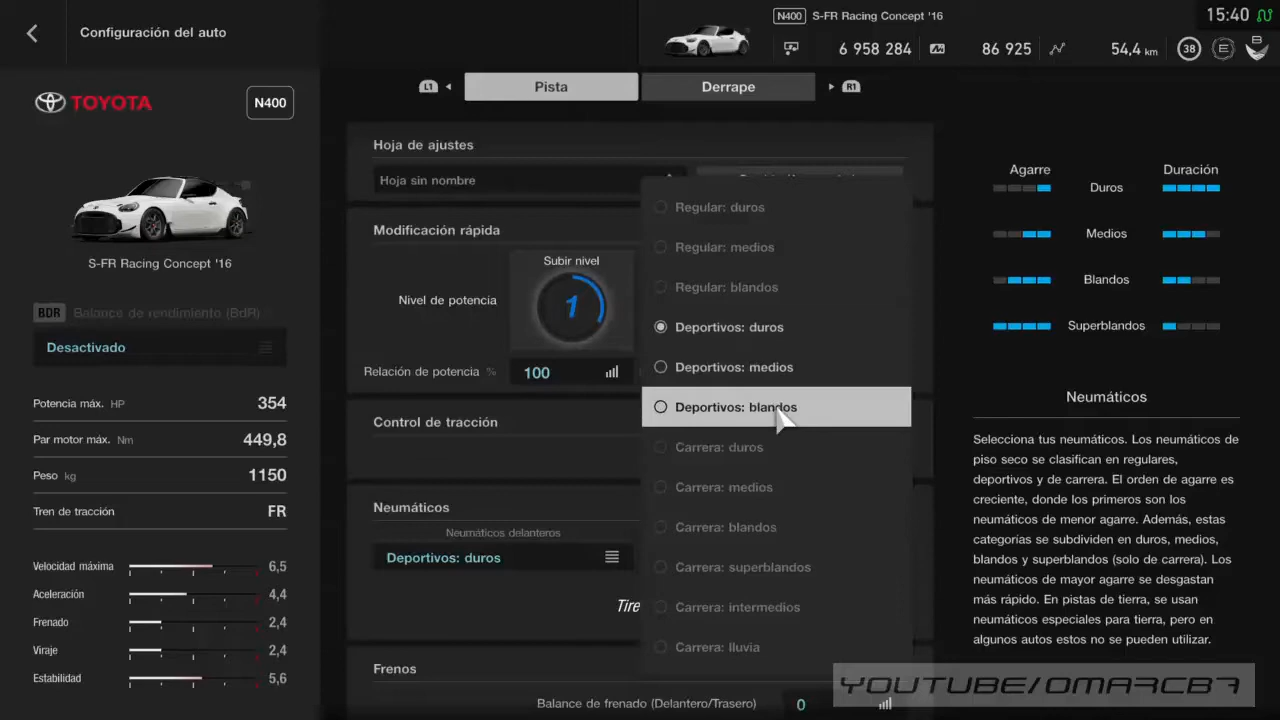 Configuración del auto
N400 S-FR Racing Concept '16
15:40
6 958 284
86 925
54,4 km
38
E
B
TOYOTA
N400
S-FR Racing Concept '16
BDR Balance de rendimiento (BdR)
Desactivado
Potencia máx. HP 354
Par motor máx. Nm 449,8
Peso kg 1150
Tren de tracción FR
Velocidad máxima 6,5
Aceleración 4,4
Frenado 2,4
Viraje 2,4
Estabilidad 5,6
L1 Pista Derrape R1
Hoja de ajustes
Hoja sin nombre
Modificación rápida
Subir nivel
Nivel de potencia 1
Relación de potencia % 100
Control de tracción
Neumáticos
Neumáticos delanteros
Deportivos: duros
Tire
Frenos
Balance de frenado (Delantero/Trasero) 0
Regular: duros
Regular: medios
Regular: blandos
Deportivos: duros
Deportivos: medios
Deportivos: blandos
Carrera: duros
Carrera: medios
Carrera: blandos
Carrera: superblandos
Carrera: intermedios
Carrera: lluvia
Agarre Duración
Duros
Medios
Blandos
Superblandos
Neumáticos
Selecciona tus neumáticos. Los neumáticos de
piso seco se clasifican en regulares,
deportivos y de carrera. El orden de agarre es
creciente, donde los primeros son los
neumáticos de menor agarre. Además, estas
categorías se subdividen en duros, medios,
blandos y superblandos (solo de carrera). Los
neumáticos de mayor agarre se desgastan
más rápido. En pistas de tierra, se usan
neumáticos especiales para tierra, pero en
algunos autos estos no se pueden utilizar.
YOUTUBE/OMARCB7